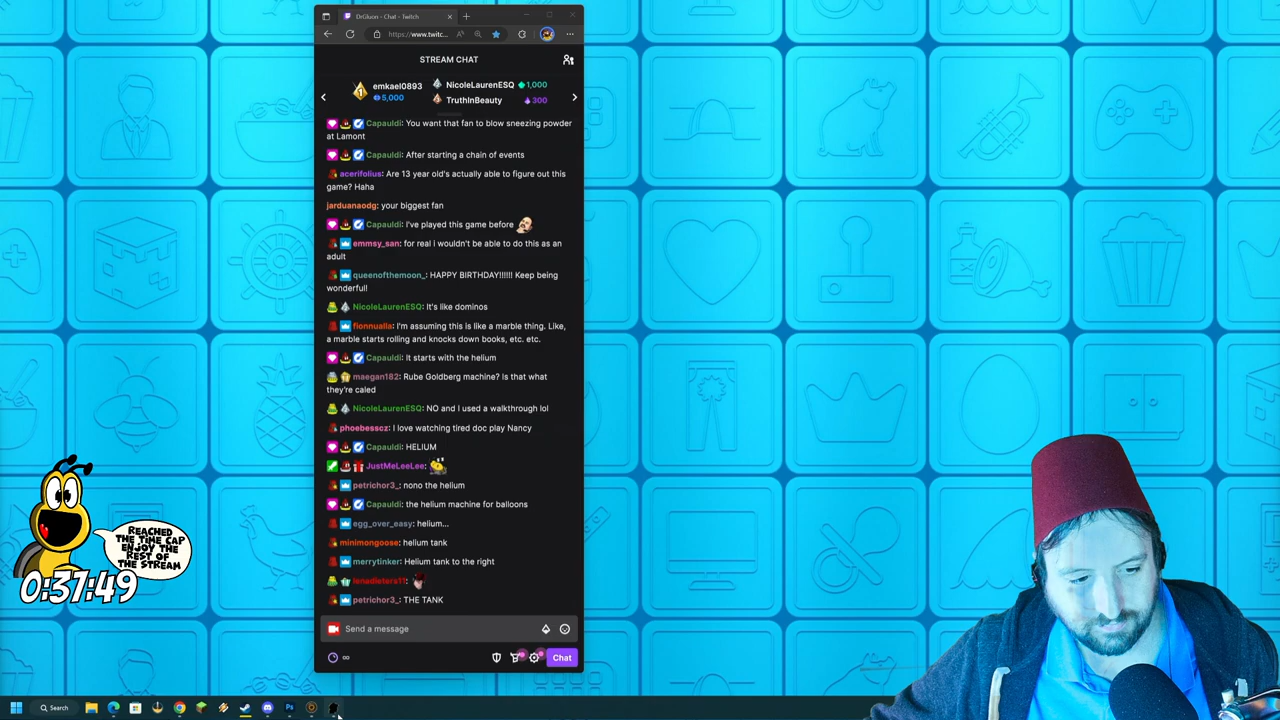 DrGluon - Chat - Twitch
https://www.twitc...
STREAM CHAT
emkael0893
5,000
NicoleLaurenESQ 1,000
TruthInBeauty 300
Capauldi: You want that fan to blow sneezing powder
at Lamont
Capauldi: After starting a chain of events
acerifolius: Are 13 year old's actually able to figure out this
game? Haha
jarduanaodg: your biggest fan
Capauldi: I've played this game before
emmsy_san: for real i wouldn't be able to do this as an
adult
queenofthemoon_: HAPPY BIRTHDAY!!!!!! Keep being
wonderful!
NicoleLaurenESQ: It's like dominos
fionnualla: I'm assuming this is like a marble thing. Like,
a marble starts rolling and knocks down books, etc. etc.
Capauldi: It starts with the helium
maegan182: Rube Goldberg machine? Is that what
they're caled
NicoleLaurenESQ: NO and I used a walkthrough lol
phoebesscz: I love watching tired doc play Nancy
Capauldi: HELIUM
JustMeLeeLee:
petrichor3_: nono the helium
Capauldi: the helium machine for balloons
egg_over_easy: helium...
minimongoose: helium tank
merrytinker: Helium tank to the right
lenadieters11:
petrichor3_: THE TANK
Send a message
Chat
REACHED
THE TIME CAP
ENJOY THE
REST OF
THE STREAM
0:37:49
Search